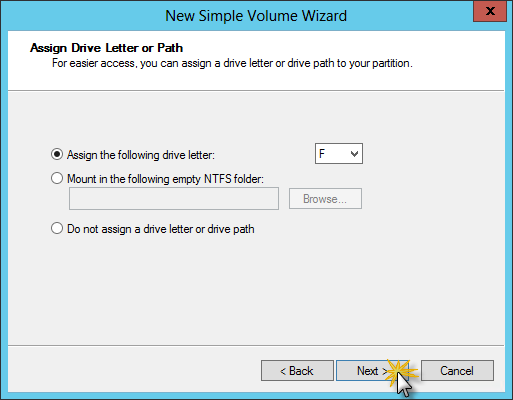 New Simple Volume Wizard
x
Assign Drive Letter or Path
For easier access, you can assign a drive letter or drive path to your partition.
Assign the following drive letter: F
Mount in the following empty NTFS folder:
Browse...
Do not assign a drive letter or drive path
< Back Next > Cancel